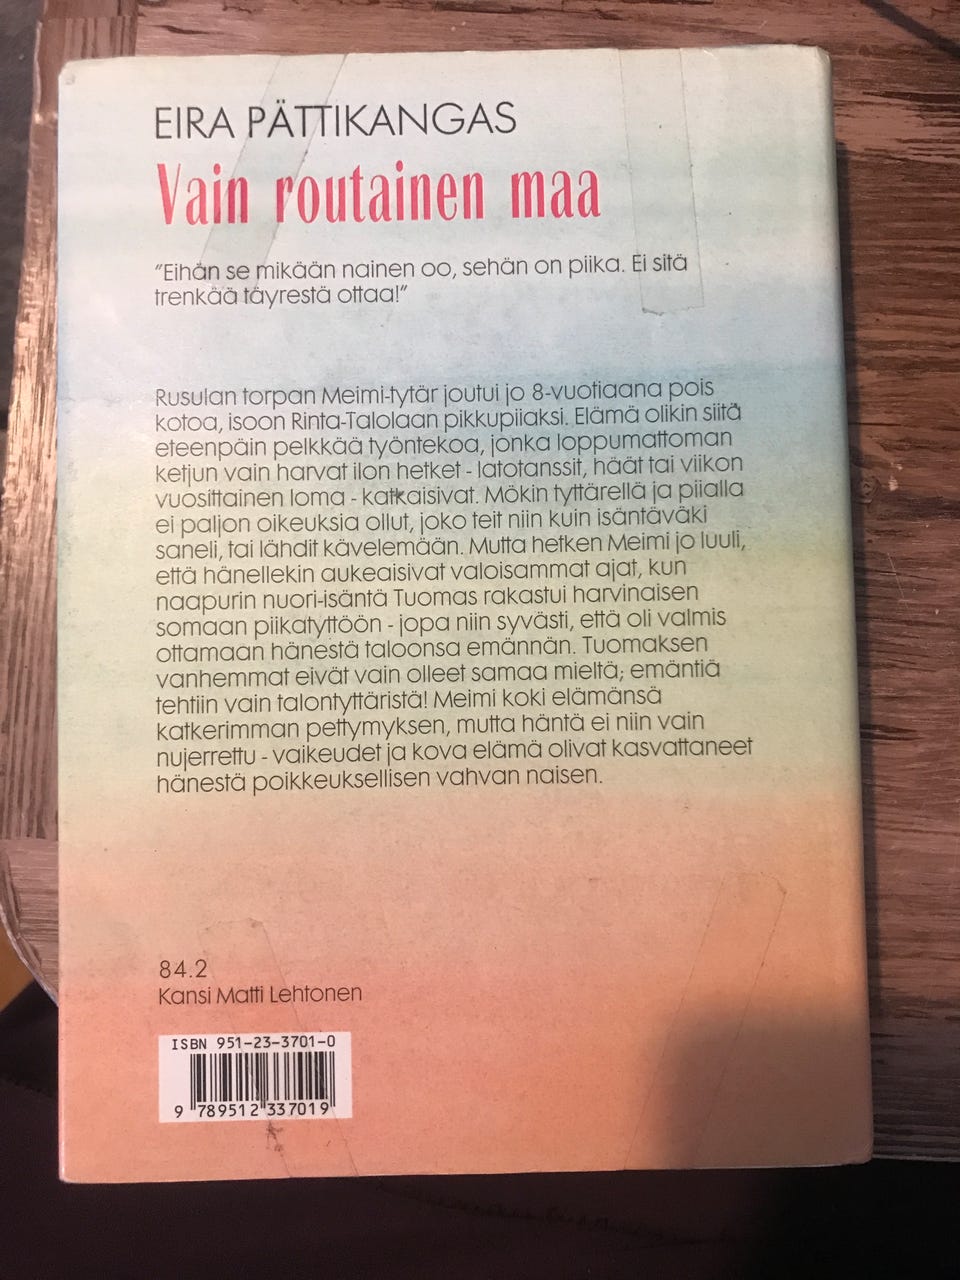 EIRA PÄTTIKANGAS
Vain routainen maa
"Eihän se mikään nainen oo, sehän on piika. Ei sitä
trenkää täyrestä ottaa!"
Rusulan torpan Meimi-tytär joutui jo 8-vuotiaana pois
kotoa, isoon Rinta-Talolaan pikkupiiaksi. Elämä olikin siitä
eteenpäin pelkkää työntekoa, jonka loppumattoman
ketjun vain harvat ilon hetket - latotanssit, häät tai viikon
vuosittainen loma - katkaisivat. Mökin tyttärellä ja piialla
ei paljon oikeuksia ollut, joko teit niin kuin isäntäväki
saneli, tai lähdit kävelemään. Mutta hetken Meimi jo luuli,
että hänellekin aukeaisivat valoisammat ajat, kun
naapurin nuori-isäntä Tuomas rakastui harvinaisen
somaan piikatyttöön - jopa niin syvästi, että oli valmis
ottamaan hänestä taloonsa emännän. Tuomaksen
vanhemmat eivät vain olleet samaa mieltä; emäntiä
tehtiin vain talontyttäristä! Meimi koki elämänsä
katkerimman pettymyksen, mutta häntä ei niin vain
nujerrettu - vaikeudet ja kova elämä olivat kasvattaneet
hänestä poikkeuksellisen vahvan naisen.
84.2
Kansi Matti Lehtonen
ISBN 951-23-3701-0
9 789512 337019